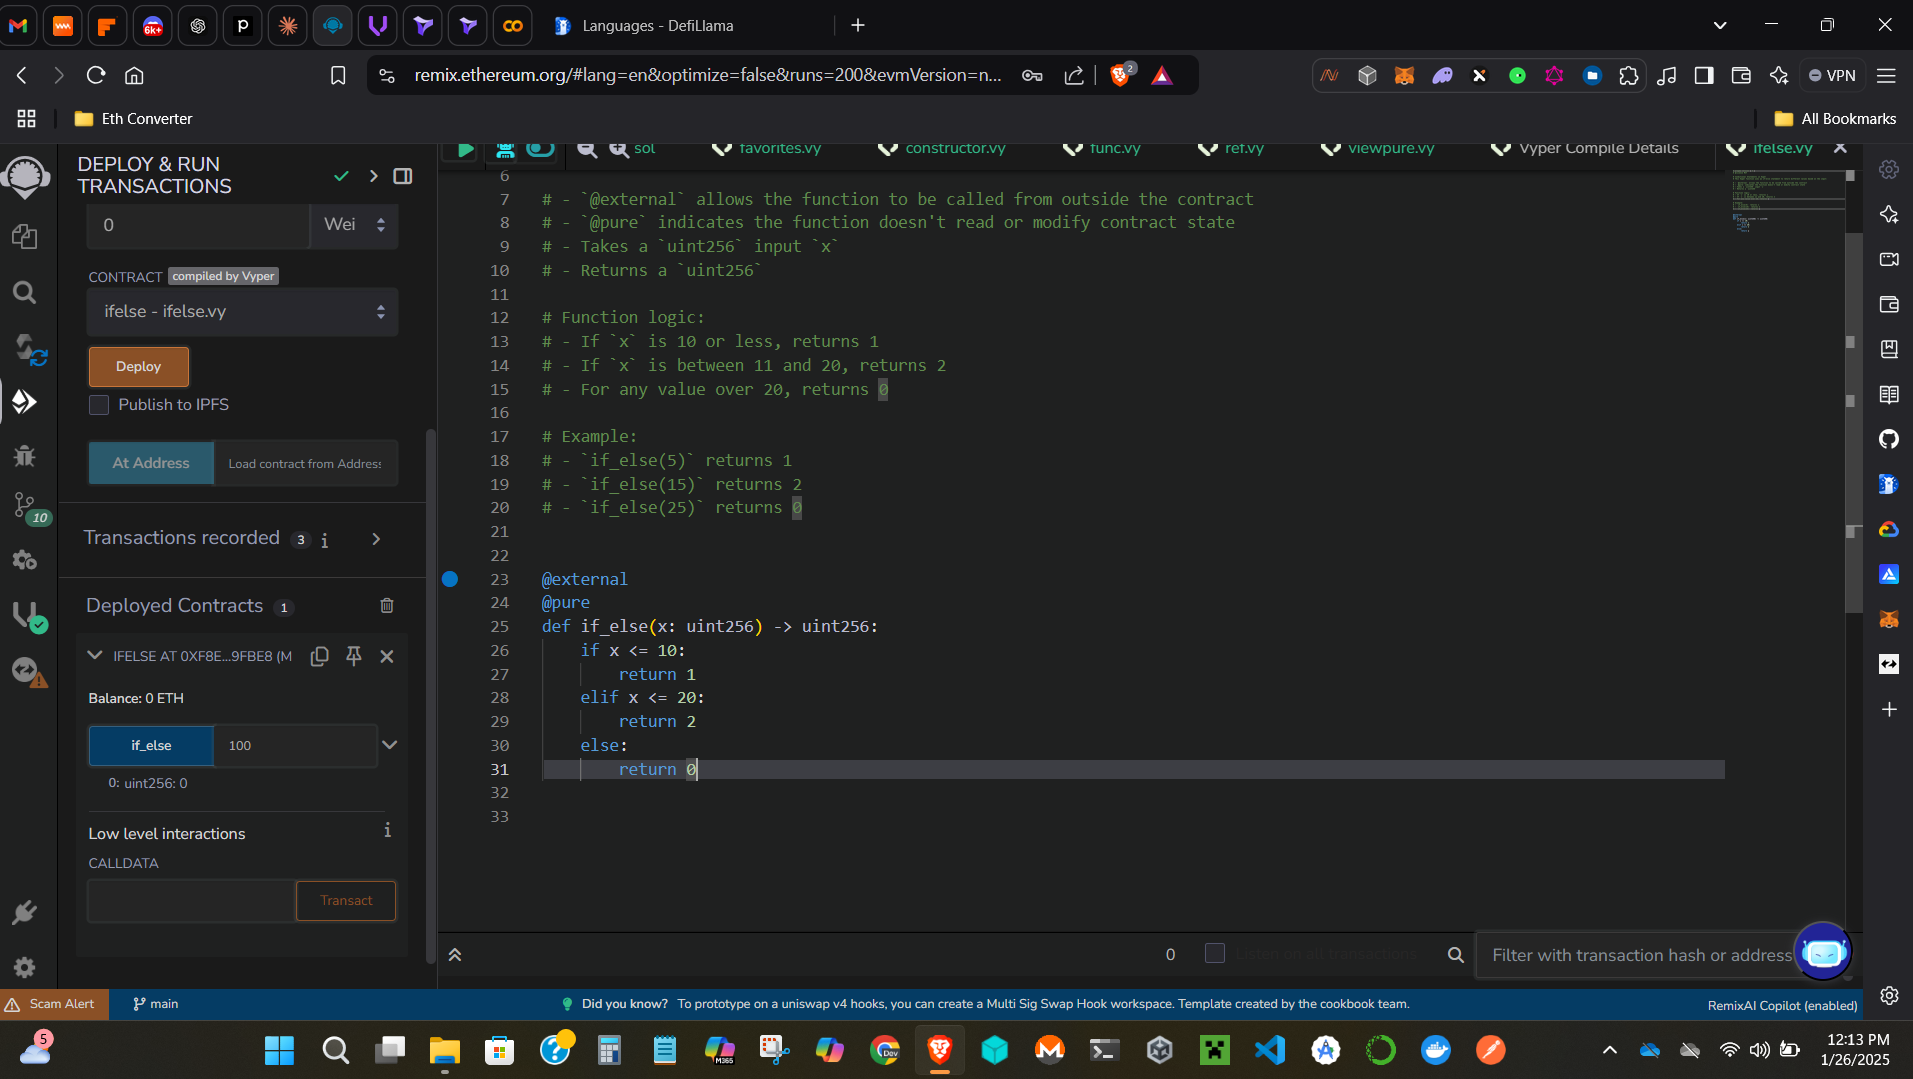 6k+
p
Languages - DefiLlama
remix.ethereum.org/#lang=en&optimize=false&runs=200&evmVersion=n...
2
VPN
Eth Converter
All Bookmarks
DEPLOY & RUN
TRANSACTIONS
0
Wei
CONTRACT
compiled by Vyper
ifelse - ifelse.vy
Deploy
Publish to IPFS
At Address
Load contract from Address
Transactions recorded 3 i
Deployed Contracts 1
IFELSE AT 0XF8E...9FBE8 (M
Balance: 0 ETH
if_else
100
0: uint256: 0
Low level interactions
i
CALLDATA
Transact
10
sol
favorites.vy
constructor.vy
func.vy
ref.vy
viewpure.vy
Vyper Compile Details
ifelse.vy
6
7 # - `@external` allows the function to be called from outside the contract
8 # - `@pure` indicates the function doesn't read or modify contract state
9 # - Takes a `uint256` input `x`
10 # - Returns a `uint256`
11
12 # Function logic:
13 # - If `x` is 10 or less, returns 1
14 # - If `x` is between 11 and 20, returns 2
15 # - For any value over 20, returns 0
16
17 # Example:
18 # - `if_else(5)` returns 1
19 # - `if_else(15)` returns 2
20 # - `if_else(25)` returns 0
21
22
23 @external
24 @pure
25 def if_else(x: uint256) -> uint256:
26 if x <= 10:
27 return 1
28 elif x <= 20:
29 return 2
30 else:
31 return 0
32
33
0
Listen on all transactions
Filter with transaction hash or address
Scam Alert
main
Did you know? To prototype on a uniswap v4 hooks, you can create a Multi Sig Swap Hook workspace. Template created by the cookbook team.
RemixAI Copilot (enabled)
5
M365
Dev
12:13 PM
1/26/2025